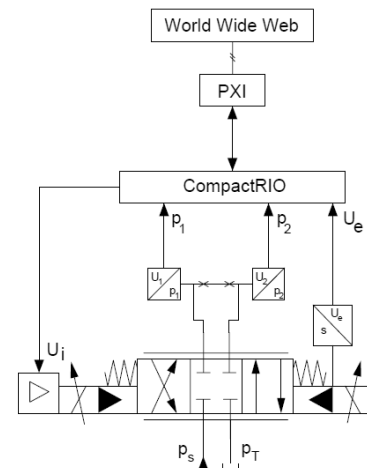 World Wide Web
PXI
CompactRIO
p1
p2
Ue
U1
p1
U2
p2
Ue
s
Ui
ps
pT